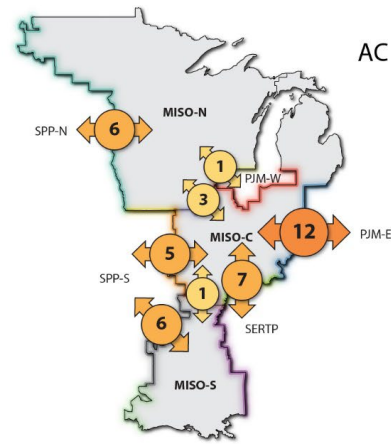 AC
MISO-N
6
SPP-N
1
PJM-W
3
MISO-C
12
PJM-E
5
7
SPP-S
1
6
SERTP
MISO-S